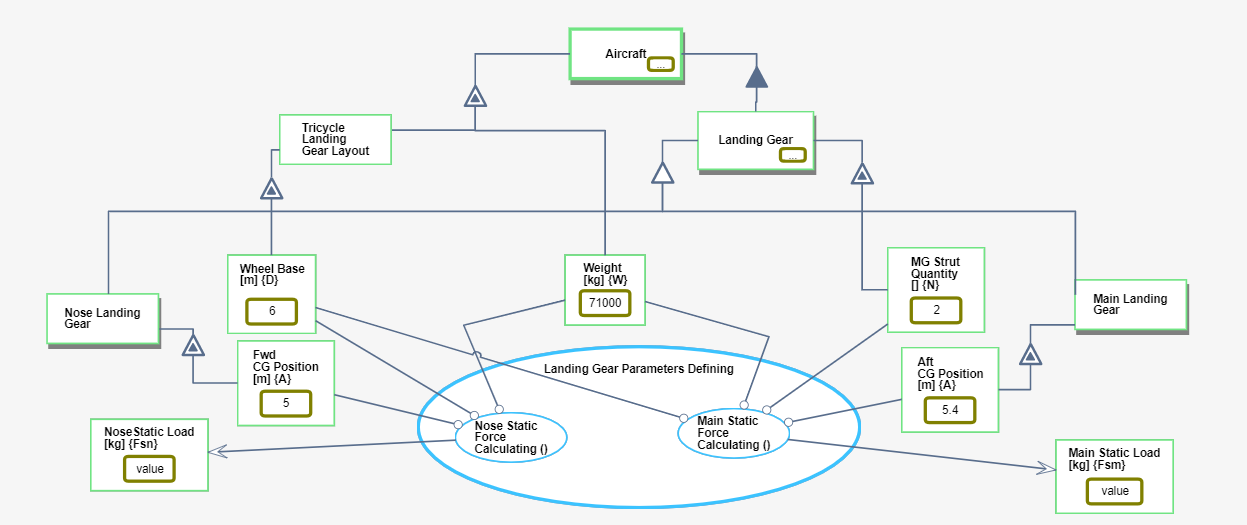 Aircraft
...
Tricycle
Landing
Gear Layout
Landing Gear
...
Wheel Base
[m] {D}
6
Weight
[kg] {W}
71000
MG Strut
Quantity
[] {N}
2
Nose Landing
Gear
Main Landing
Gear
Fwd
CG Position
[m] {A}
5
Landing Gear Parameters Defining
Aft
CG Position
[m] {A}
5.4
NoseStatic Load
[kg] {Fsn}
value
Nose Static
Force
Calculating ()
Main Static
Force
Calculating ()
Main Static Load
[kg] {Fsm}
value